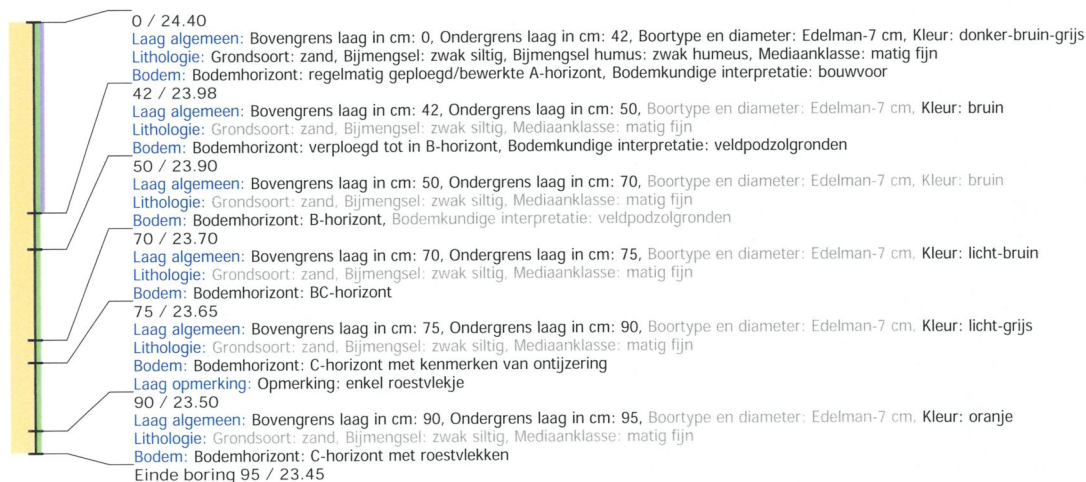 0 / 24.40
Laag algemeen: Bovengrens laag in cm: 0, Ondergrens laag in cm: 42, Boortype en diameter: Edelman-7 cm, Kleur: donker-bruin-grijs
Lithologie: Grondsoort: zand, Bijmengsel: zwak siltig, Bijmengsel humus: zwak humeus, Mediaanklasse: matig fijn
Bodem: Bodemhorizont: regelmatig geploegd/bewerkte A-horizont, Bodemkundige interpretatie: bouwvoor
42 / 23.98
Laag algemeen: Bovengrens laag in cm: 42, Ondergrens laag in cm: 50, Boortype en diameter: Edelman-7 cm, Kleur: bruin
Lithologie: Grondsoort: zand, Bijmengsel: zwak siltig, Mediaanklasse: matig fijn
Bodem: Bodemhorizont: verploegd tot in B-horizont, Bodemkundige interpretatie: veldpodzolgronden
50 / 23.90
Laag algemeen: Bovengrens laag in cm: 50, Ondergrens laag in cm: 70, Boortype en diameter: Edelman-7 cm, Kleur: bruin
Lithologie: Grondsoort: zand, Bijmengsel: zwak siltig, Mediaanklasse: matig fijn
Bodem: Bodemhorizont: B-horizont, Bodemkundige interpretatie: veldpodzolgronden
70 / 23.70
Laag algemeen: Bovengrens laag in cm: 70, Ondergrens laag in cm: 75, Boortype en diameter: Edelman-7 cm, Kleur: licht-bruin
Lithologie: Grondsoort: zand, Bijmengsel: zwak siltig, Mediaanklasse: matig fijn
Bodem: Bodemhorizont: BC-horizont
75 / 23.65
Laag algemeen: Bovengrens laag in cm: 75, Ondergrens laag in cm: 90, Boortype en diameter: Edelman-7 cm, Kleur: licht-grijs
Lithologie: Grondsoort: zand, Bijmengsel: zwak siltig, Mediaanklasse: matig fijn
Bodem: Bodemhorizont: C-horizont met kenmerken van ontijzering
Laag opmerking: Opmerking: enkel roestvlekje
90 / 23.50
Laag algemeen: Bovengrens laag in cm: 90, Ondergrens laag in cm: 95, Boortype en diameter: Edelman-7 cm, Kleur: oranje
Lithologie: Grondsoort: zand, Bijmengsel: zwak siltig, Mediaanklasse: matig fijn
Bodem: Bodemhorizont: C-horizont met roestvlekken
Einde boring 95 / 23.45